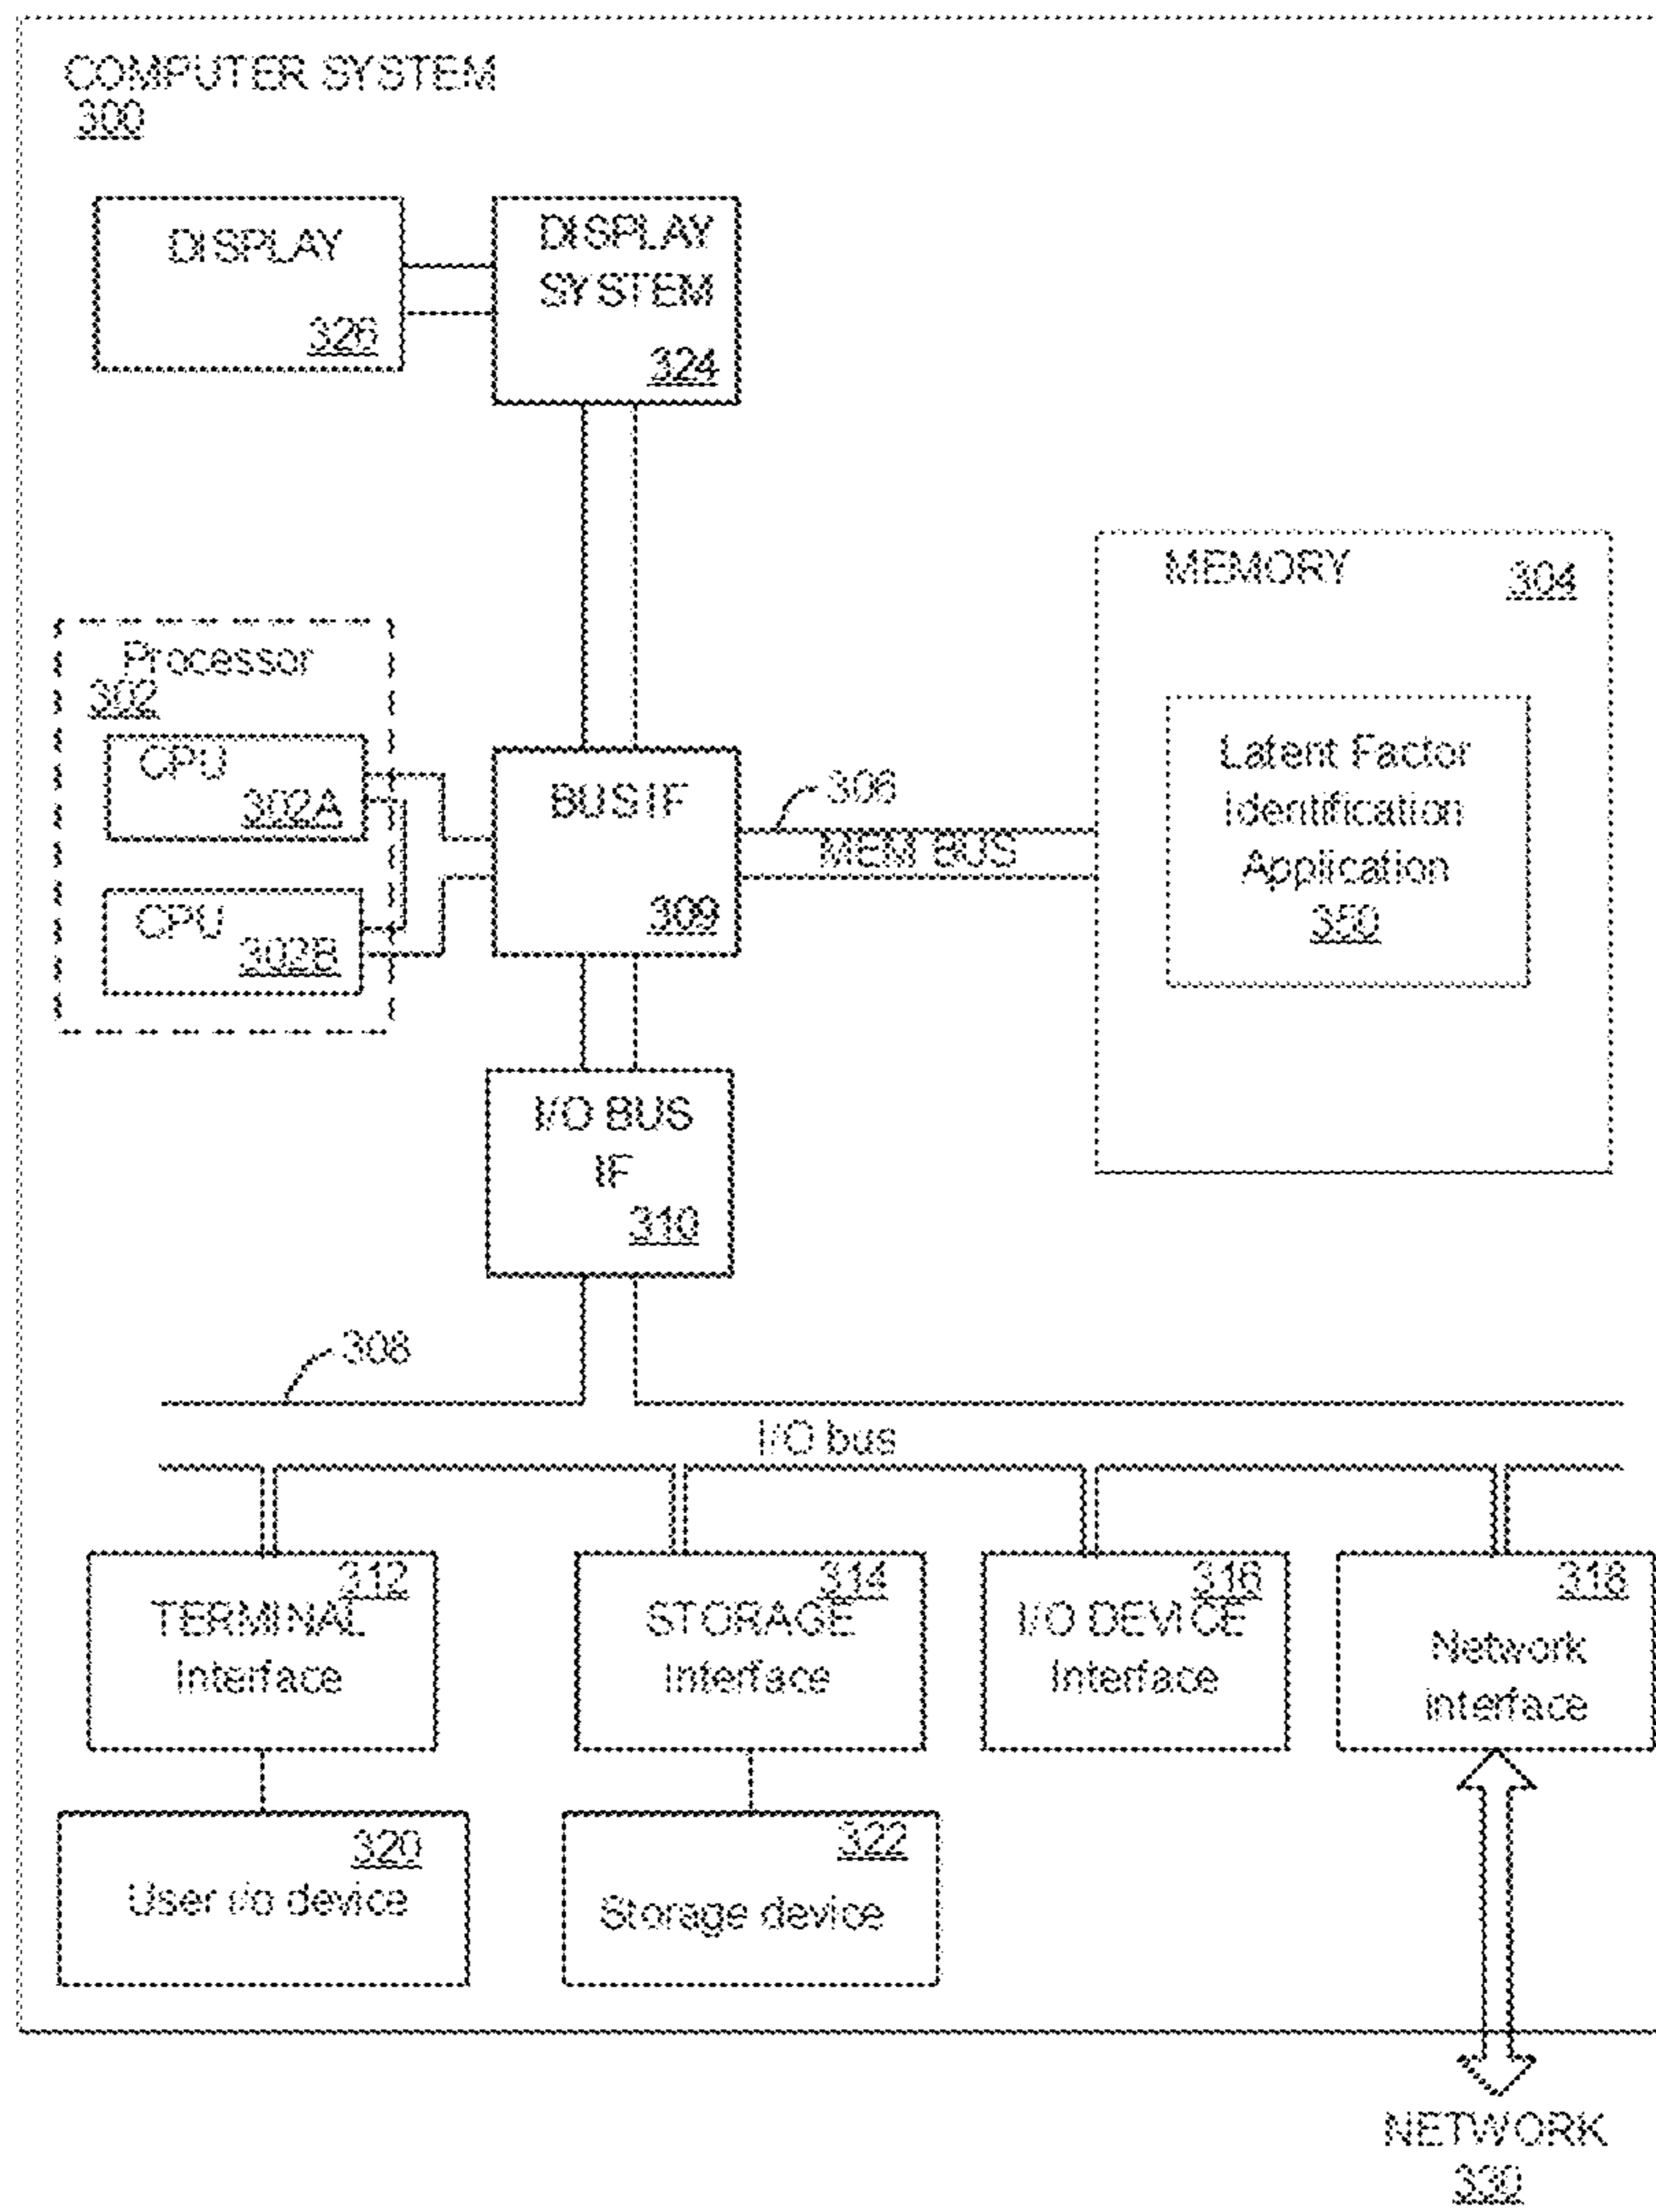 COMPUTER SYSTEM
300
DISPLAY
326
DISPLAY
SYSTEM
324
MEMORY
304
Processor
302
CPU
302A
CPU
302B
BUS IF
309
306
MEM BUS
Latent Factor
Identification
Application
350
I/O BUS
IF
310
308
I/O bus
312
TERMINAL
Interface
314
STORAGE
Interface
316
I/O DEVICE
Interface
318
Network
interface
320
User i/o device
322
Storage device
NETWORK
330